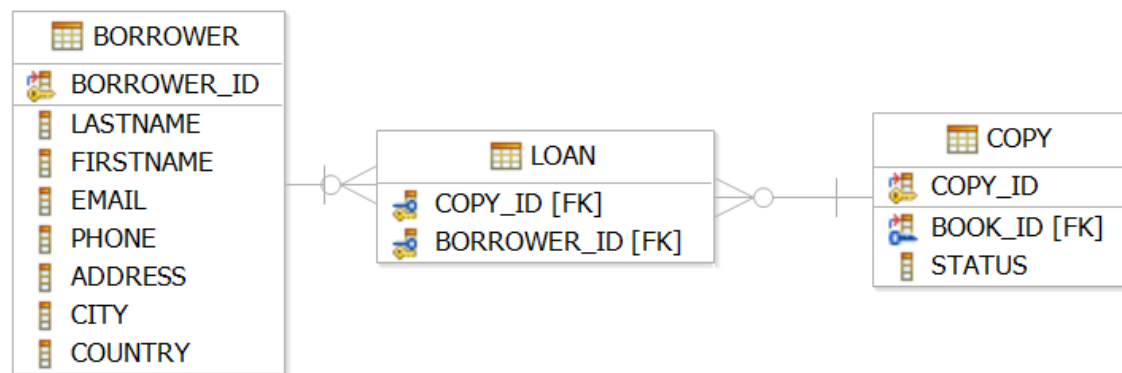 BORROWER
BORROWER_ID
LASTNAME
FIRSTNAME
EMAIL
PHONE
ADDRESS
CITY
COUNTRY
LOAN
COPY_ID [FK]
BORROWER_ID [FK]
COPY
COPY_ID
BOOK_ID [FK]
STATUS